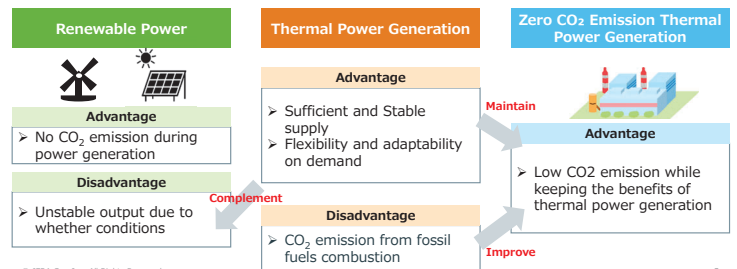 Renewable Power
Advantage
➢ No CO₂ emission during
power generation
Disadvantage
➢ Unstable output due to
whether conditions
Thermal Power Generation
Advantage
➢ Sufficient and Stable
supply
➢ Flexibility and adaptability
on demand
Complement
Disadvantage
➢ CO₂ emission from fossil
fuels combustion
Maintain
Improve
Zero CO₂ Emission Thermal
Power Generation
Advantage
➢ Low CO2 emission while
keeping the benefits of
thermal power generation